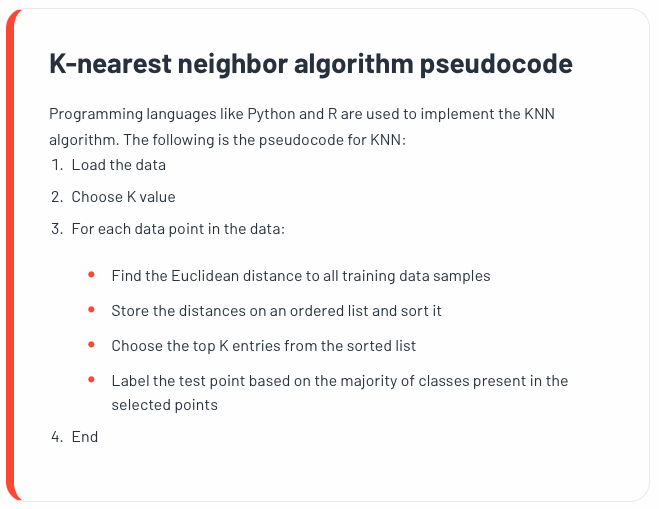 K-nearest neighbor algorithm pseudocode
Programming languages like Python and R are used to implement the KNN
algorithm. The following is the pseudocode for KNN:
1. Load the data
2. Choose K value
3. For each data point in the data:
• Find the Euclidean distance to all training data samples
• Store the distances on an ordered list and sort it
• Choose the top K entries from the sorted list
• Label the test point based on the majority of classes present in the
selected points
4. End